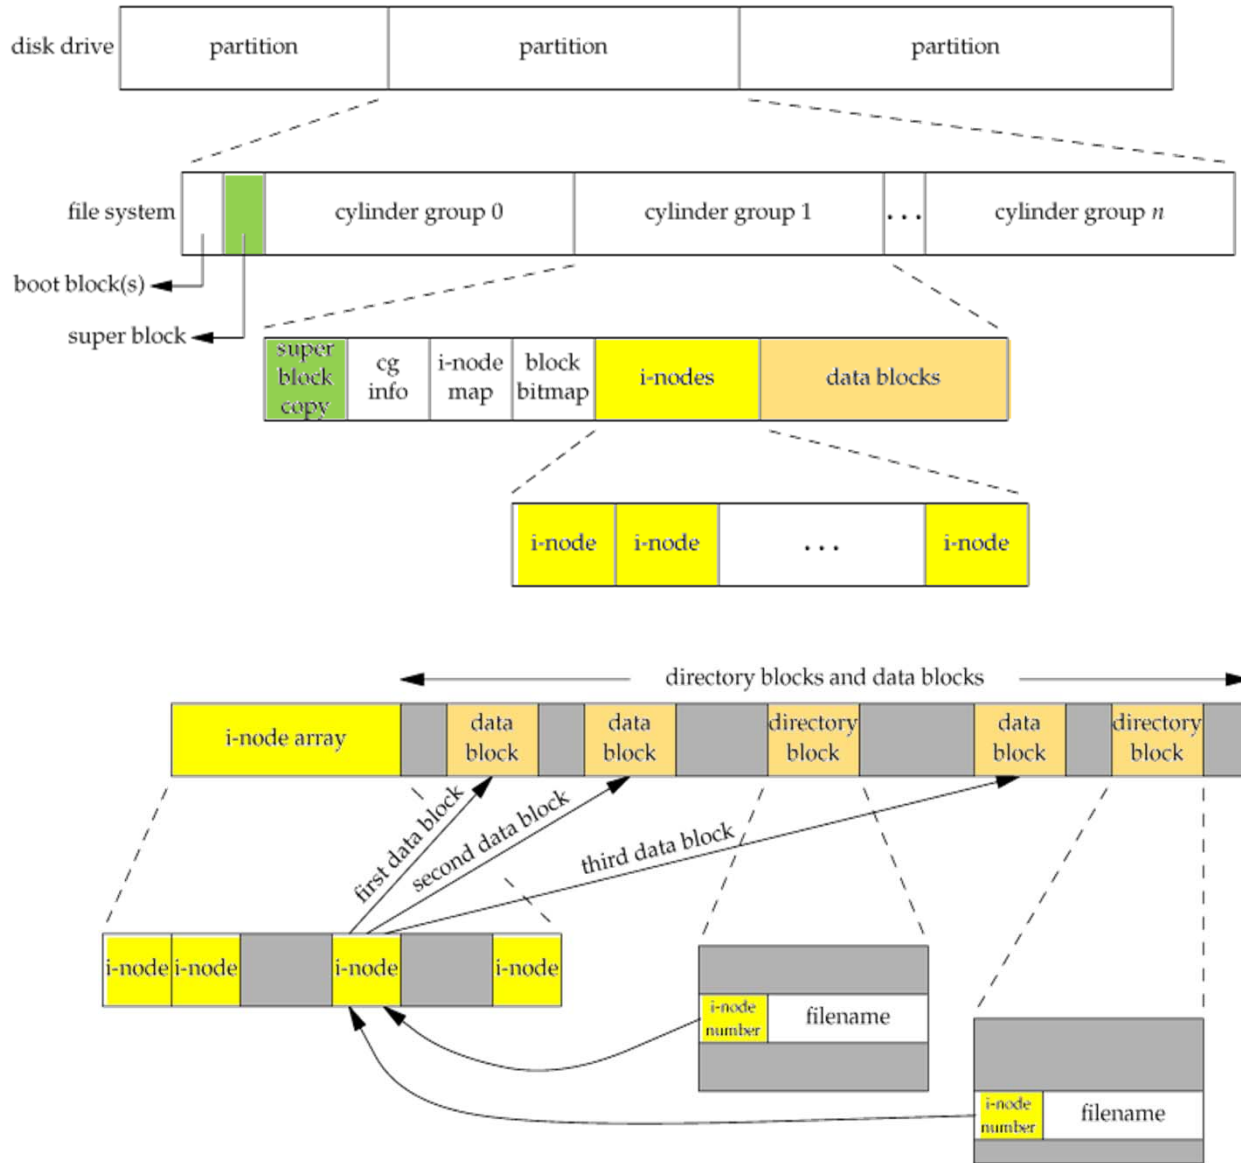 disk drive
partition
partition
partition
file system
cylinder group 0
cylinder group 1
...
cylinder group n
boot block(s)
super block
super
block
copy
cg
info
i-node
map
block
bitmap
i-nodes
data blocks
i-node
i-node
...
i-node
directory blocks and data blocks
i-node array
data
block
data
block
directory
block
data
block
directory
block
first data block
second data block
third data block
i-node
i-node
i-node
i-node
i-node
number
filename
i-node
number
filename